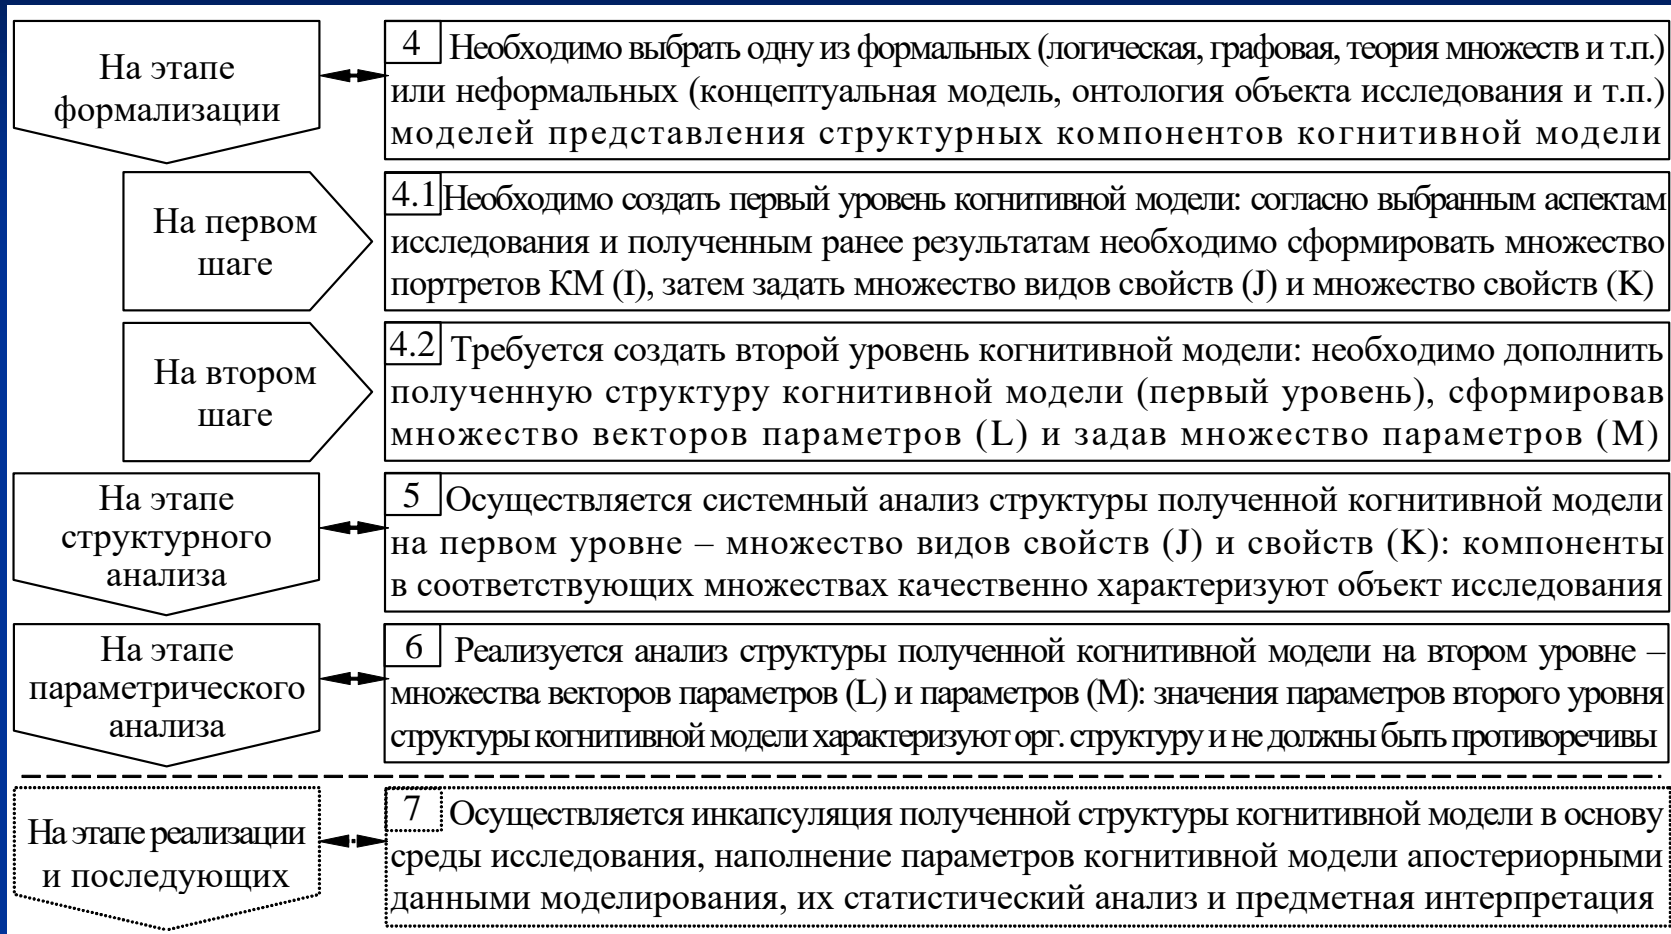 На этапе
формализации
4 Необходимо выбрать одну из формальных (логическая, графовая, теория множеств и т.п.)
или неформальных (концептуальная модель, онтология объекта исследования и т.п.)
моделей представления структурных компонентов когнитивной модели
На первом
шаге
4.1 Необходимо создать первый уровень когнитивной модели: согласно выбранным аспектам
исследования и полученным ранее результатам необходимо сформировать множество
портретов КМ (I), затем задать множество видов свойств (J) и множество свойств (K)
На втором
шаге
4.2 Требуется создать второй уровень когнитивной модели: необходимо дополнить
полученную структуру когнитивной модели (первый уровень), сформировав
множество векторов параметров (L) и задав множество параметров (M)
На этапе
структурного
анализа
5 Осуществляется системный анализ структуры полученной когнитивной модели
на первом уровне – множество видов свойств (J) и свойств (K): компоненты
в соответствующих множествах качественно характеризуют объект исследования
На этапе
параметрического
анализа
6 Реализуется анализ структуры полученной когнитивной модели на втором уровне –
множества векторов параметров (L) и параметров (M): значения параметров второго уровня
структуры когнитивной модели характеризуют орг. структуру и не должны быть противоречивы
На этапе реализации
и последующих
7 Осуществляется инкапсуляция полученной структуры когнитивной модели в основу
среды исследования, наполнение параметров когнитивной модели апостериорными
данными моделирования, их статистический анализ и предметная интерпретация